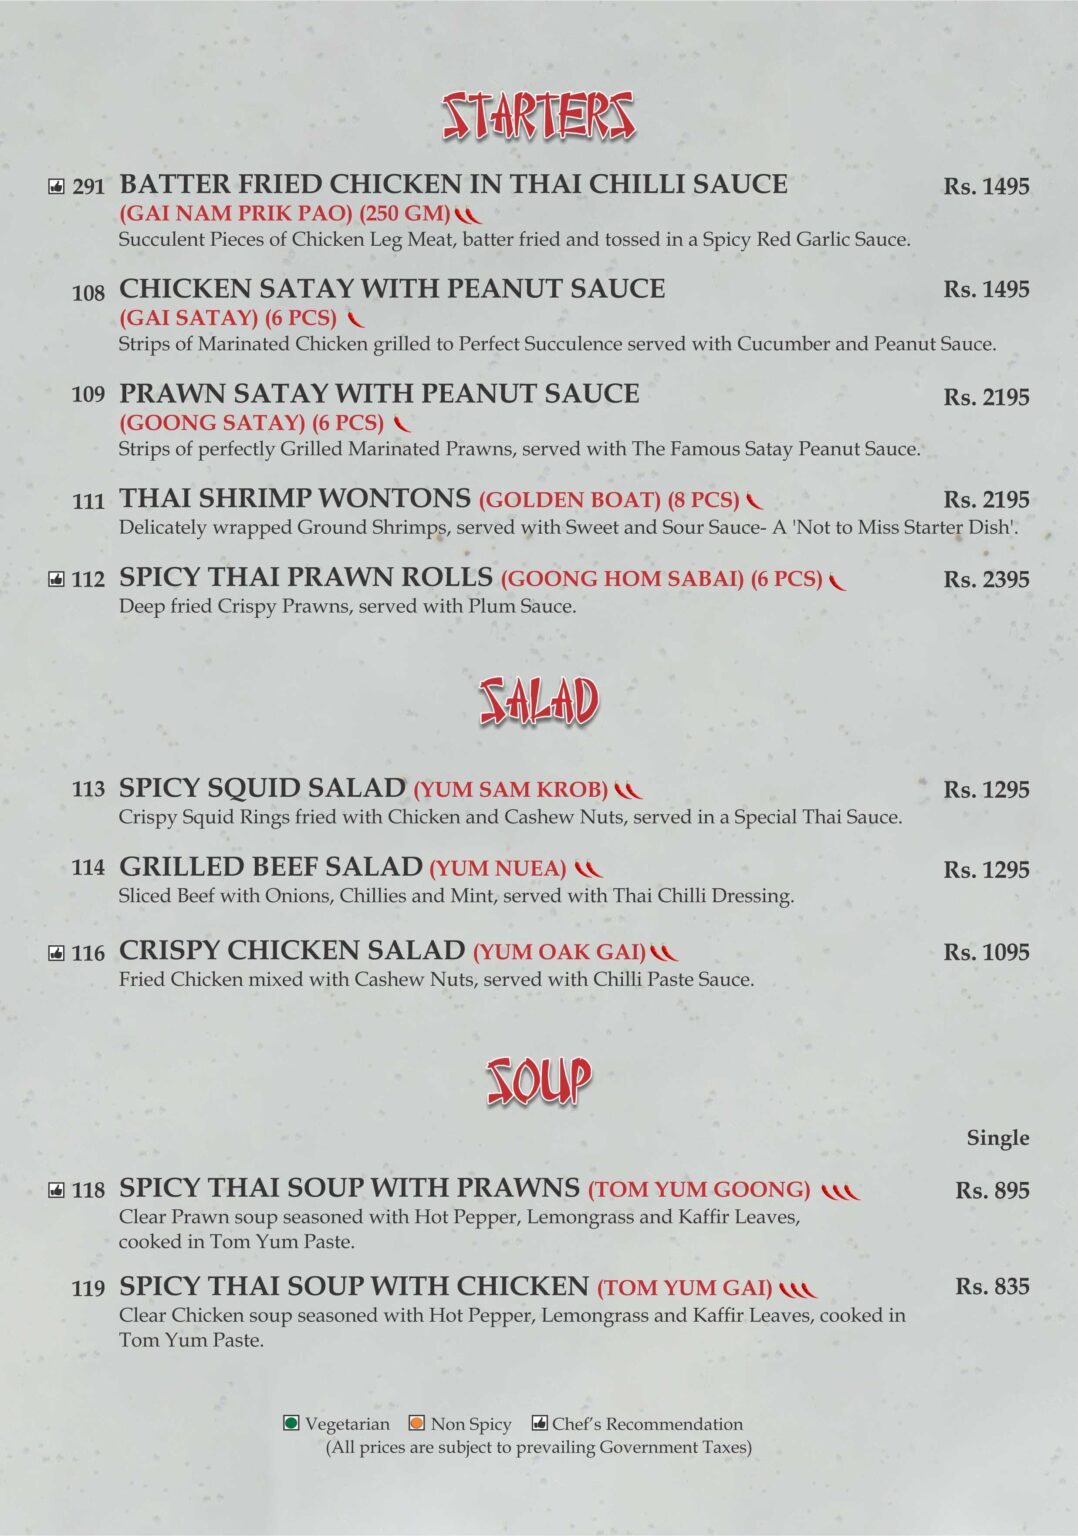 STARTERS
291 BATTER FRIED CHICKEN IN THAI CHILLI SAUCE Rs. 1495
(GAI NAM PRIK PAO) (250 GM)
Succulent Pieces of Chicken Leg Meat, batter fried and tossed in a Spicy Red Garlic Sauce.
108 CHICKEN SATAY WITH PEANUT SAUCE Rs. 1495
(GAI SATAY) (6 PCS)
Strips of Marinated Chicken grilled to Perfect Succulence served with Cucumber and Peanut Sauce.
109 PRAWN SATAY WITH PEANUT SAUCE Rs. 2195
(GOONG SATAY) (6 PCS)
Strips of perfectly Grilled Marinated Prawns, served with The Famous Satay Peanut Sauce.
111 THAI SHRIMP WONTONS (GOLDEN BOAT) (8 PCS) Rs. 2195
Delicately wrapped Ground Shrimps, served with Sweet and Sour Sauce- A 'Not to Miss Starter Dish'.
112 SPICY THAI PRAWN ROLLS (GOONG HOM SABAI) (6 PCS) Rs. 2395
Deep fried Crispy Prawns, served with Plum Sauce.
SALAD
113 SPICY SQUID SALAD (YUM SAM KROB) Rs. 1295
Crispy Squid Rings fried with Chicken and Cashew Nuts, served in a Special Thai Sauce.
114 GRILLED BEEF SALAD (YUM NUEA) Rs. 1295
Sliced Beef with Onions, Chillies and Mint, served with Thai Chilli Dressing.
116 CRISPY CHICKEN SALAD (YUM OAK GAI) Rs. 1095
Fried Chicken mixed with Cashew Nuts, served with Chilli Paste Sauce.
SOUP
Single
118 SPICY THAI SOUP WITH PRAWNS (TOM YUM GOONG) Rs. 895
Clear Prawn soup seasoned with Hot Pepper, Lemongrass and Kaffir Leaves,
cooked in Tom Yum Paste.
119 SPICY THAI SOUP WITH CHICKEN (TOM YUM GAI) Rs. 835
Clear Chicken soup seasoned with Hot Pepper, Lemongrass and Kaffir Leaves, cooked in
Tom Yum Paste.
Vegetarian Non Spicy Chef's Recommendation
(All prices are subject to prevailing Government Taxes)